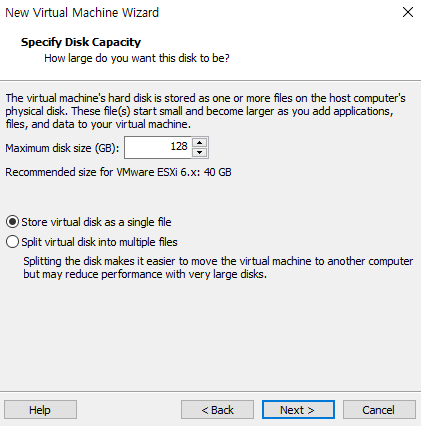 New Virtual Machine Wizard
Specify Disk Capacity
How large do you want this disk to be?
The virtual machine's hard disk is stored as one or more files on the host computer's
physical disk. These file(s) start small and become larger as you add applications,
files, and data to your virtual machine.
Maximum disk size (GB): 128
Recommended size for VMware ESXi 6.x: 40 GB
Store virtual disk as a single file
Split virtual disk into multiple files
Splitting the disk makes it easier to move the virtual machine to another computer
but may reduce performance with very large disks.
Help < Back Next > Cancel